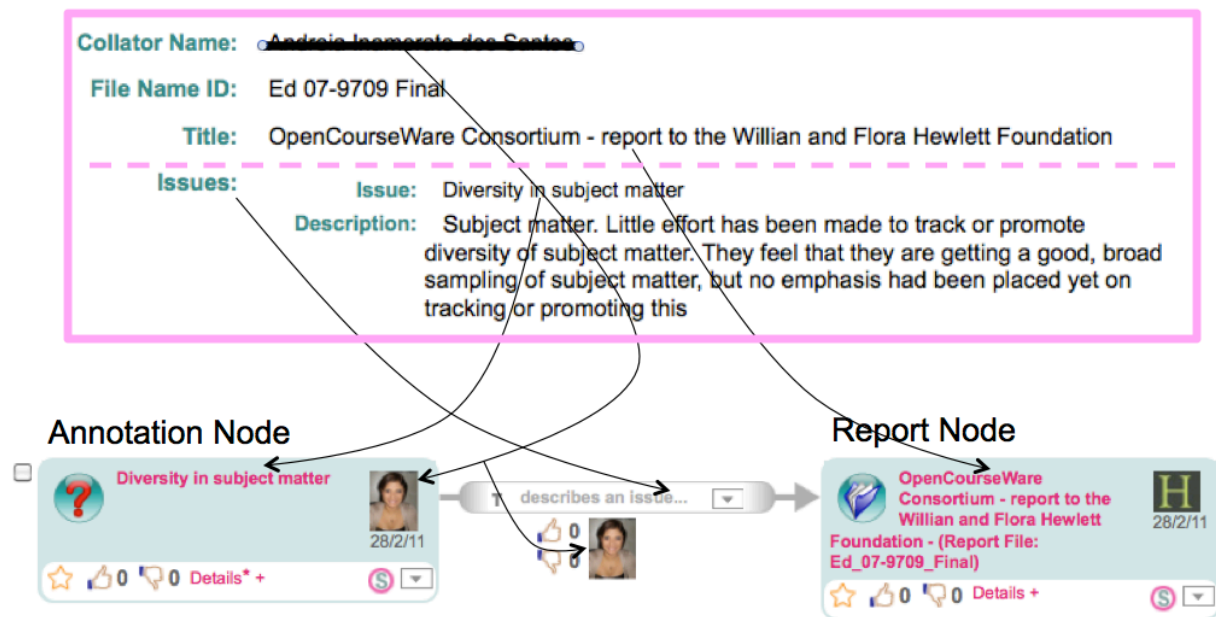 Collator Name:
File Name ID: Ed 07-9709 Final
Title: OpenCourseWare Consortium - report to the Willian and Flora Hewlett Foundation
Issues:
Issue: Diversity in subject matter
Description: Subject matter. Little effort has been made to track or promote
diversity of subject matter. They feel that they are getting a good, broad
sampling of subject matter, but no emphasis had been placed yet on
tracking or promoting this
Annotation Node
Diversity in subject matter
28/2/11
0 0 Details* +
S
describes an issue...
0
0
Report Node
OpenCourseWare
Consortium - report to the
Willian and Flora Hewlett
Foundation - (Report File:
Ed_07-9709_Final)
H
28/2/11
0 0 Details +
S